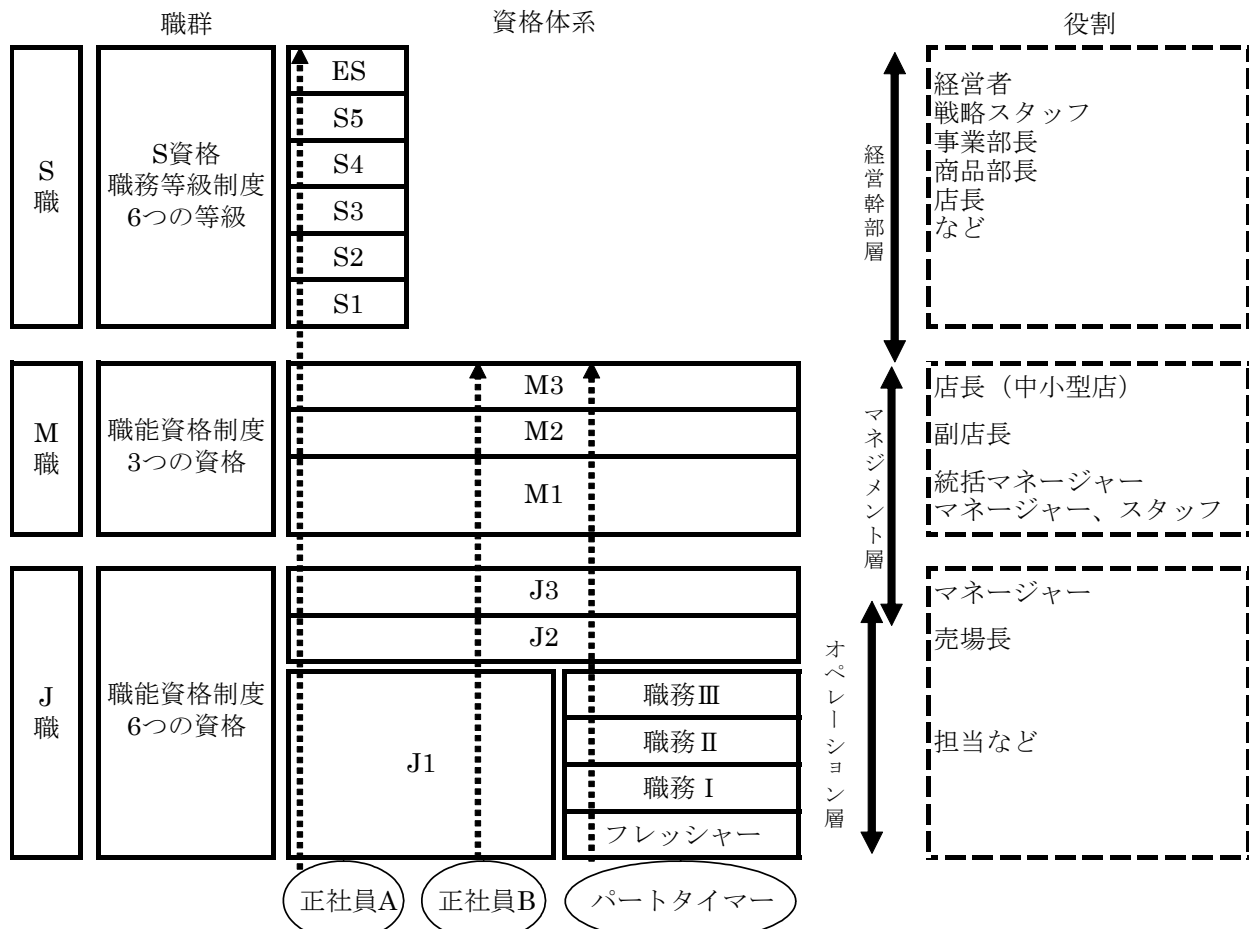 職群
資格体系
役割
S
職
S資格
職務等級制度
6つの等級
ES
S5
S4
S3
S2
S1
経営幹部層
経営者
戦略スタッフ
事業部長
商品部長
店長
など
M
職
職能資格制度
3つの資格
M3
M2
M1
マネジメント層
店長（中小型店）
副店長
統括マネージャー
マネージャー、スタッフ
J
職
職能資格制度
6つの資格
J3
J2
J1
職務Ⅲ
職務Ⅱ
職務Ⅰ
フレッシャー
オペレーション層
マネージャー
売場長
担当など
正社員A
正社員B
パートタイマー